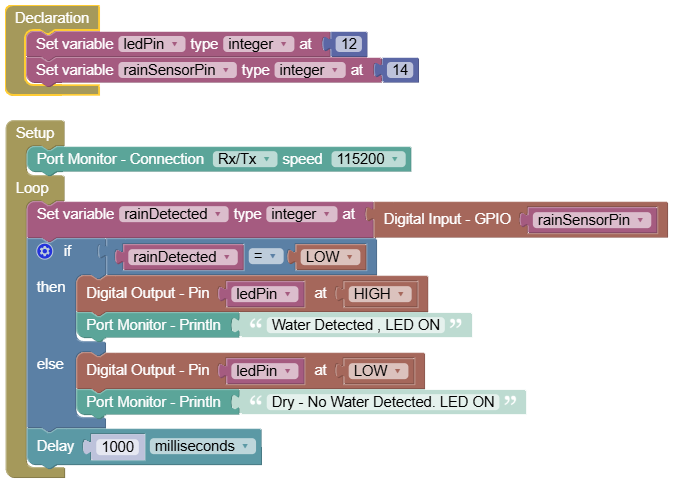 Declaration
Set variable ledPin type integer at 12
Set variable rainSensorPin type integer at 14
Setup
Port Monitor - Connection Rx/Tx speed 115200
Loop
Set variable rainDetected type integer at Digital Input - GPIO rainSensorPin
if rainDetected = LOW
then Digital Output - Pin ledPin at HIGH
Port Monitor - Println “ Water Detected , LED ON ”
else Digital Output - Pin ledPin at LOW
Port Monitor - Println “ Dry - No Water Detected. LED ON ”
Delay 1000 milliseconds